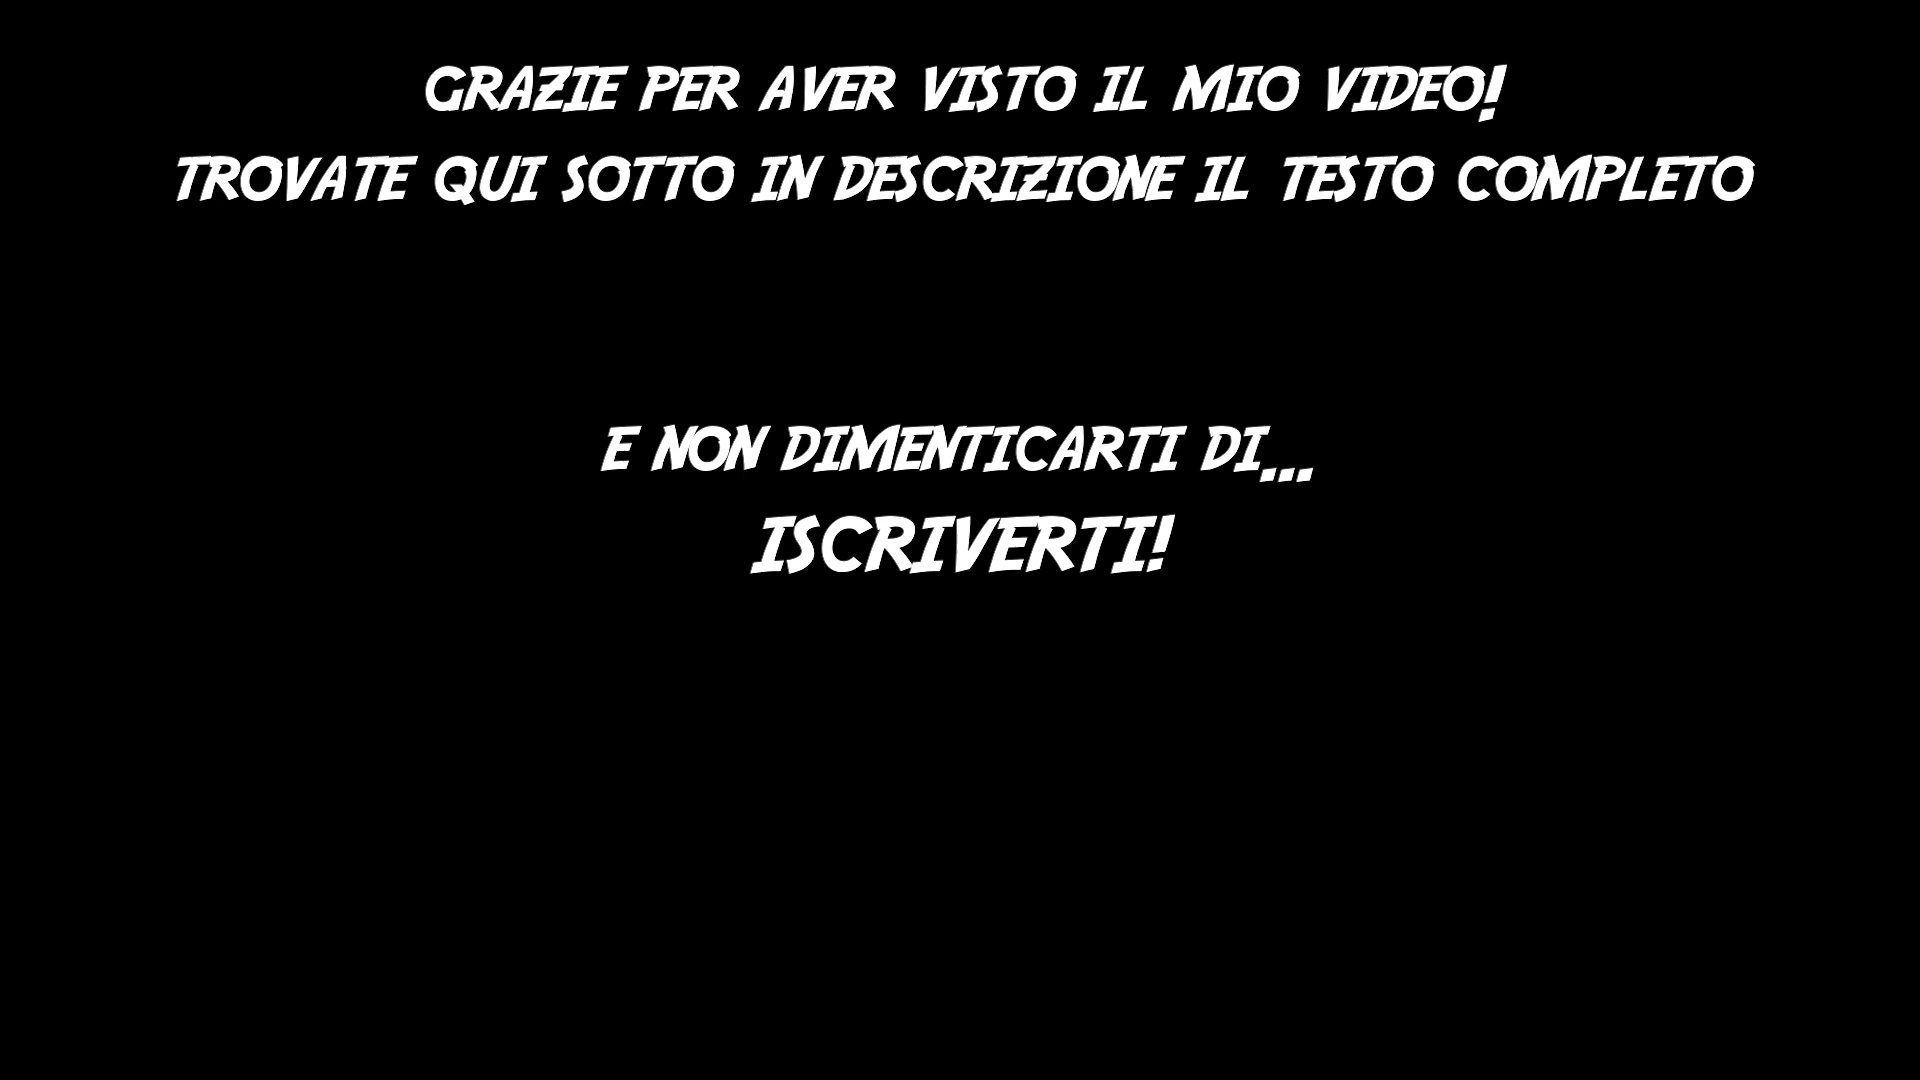 GRAZIE PER AVER VISTO IL MIO VIDEO!
TROVATE QUI SOTTO IN DESCRIZIONE IL TESTO COMPLETO
E NON DIMENTICARTI DI...
ISCRIVERTI!